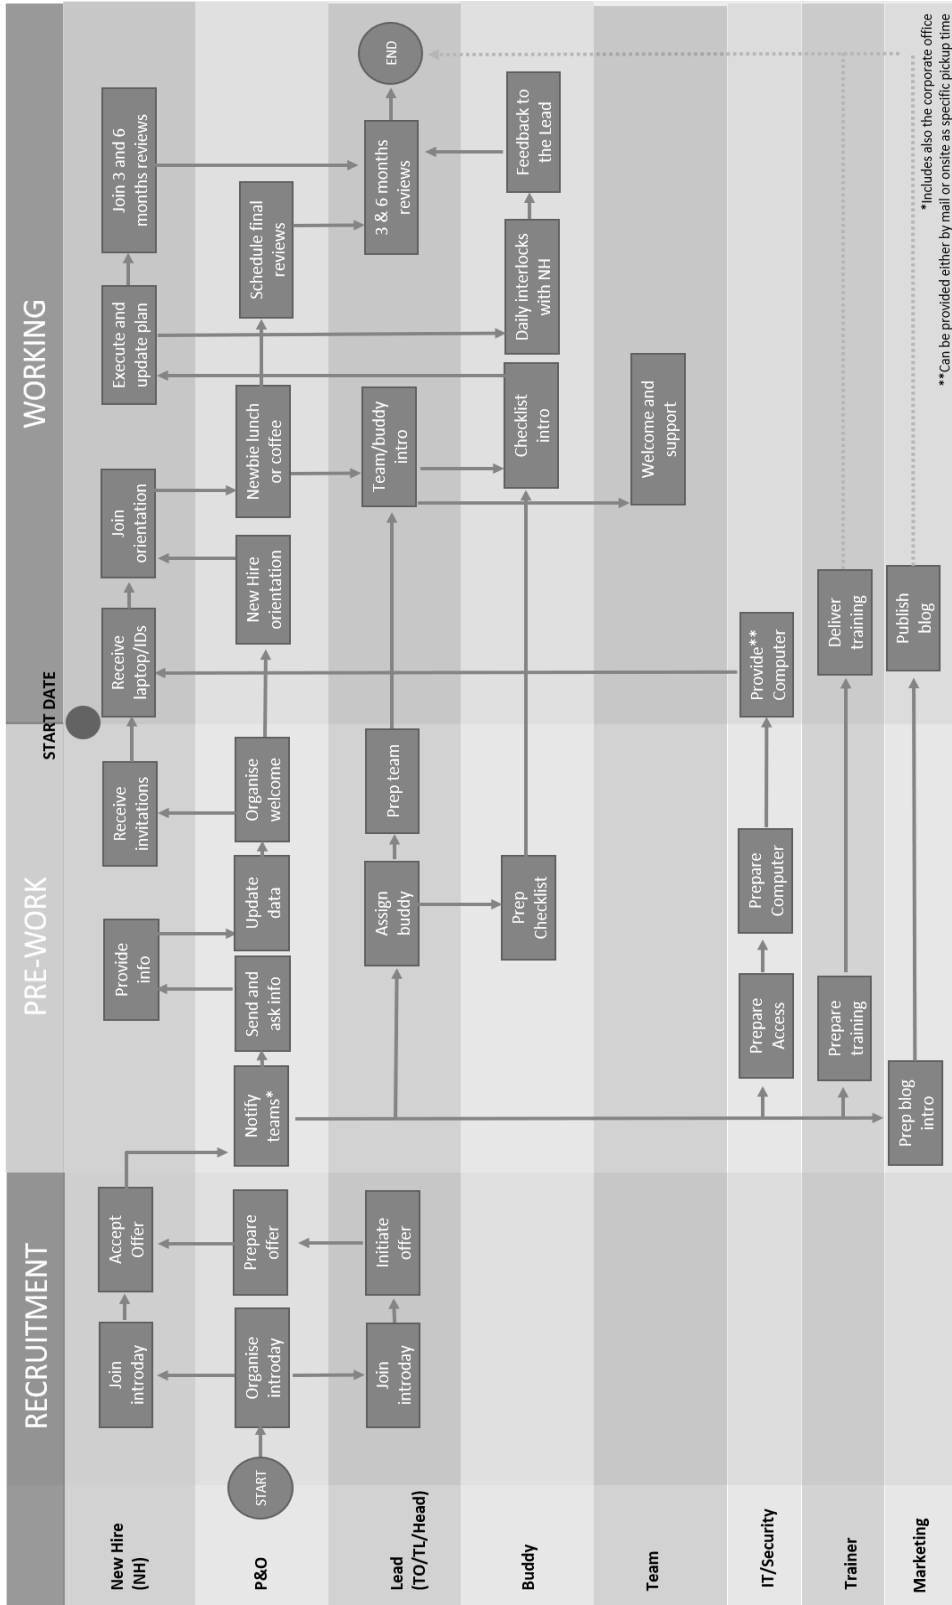 RECRUITMENT
PRE-WORK
WORKING
START DATE
New Hire
(NH)
Join
introday
Accept
Offer
Provide
info
Receive
invitations
Receive
laptop/IDs
Join
orientation
Execute and
update plan
Join 3 and 6
months reviews
P&O
START
Organise
introday
Prepare
offer
Notify
teams*
Send and
ask info
Update
data
Organise
welcome
New Hire
orientation
Newbie lunch
or coffee
Schedule final
reviews
Lead
(TO/TL/Head)
Join
introday
Initiate
offer
Assign
buddy
Prep team
Team/buddy
intro
3 & 6 months
reviews
END
Buddy
Prep
Checklist
Checklist
intro
Daily interlocks
with NH
Feedback to
the Lead
Team
Welcome and
support
IT/Security
Prepare
Access
Prepare
Computer
Provide**
Computer
Trainer
Prepare
training
Deliver
training
Marketing
Prep blog
intro
Publish
blog
*Includes also the corporate office
**Can be provided either by mail or onsite as specific pickup time